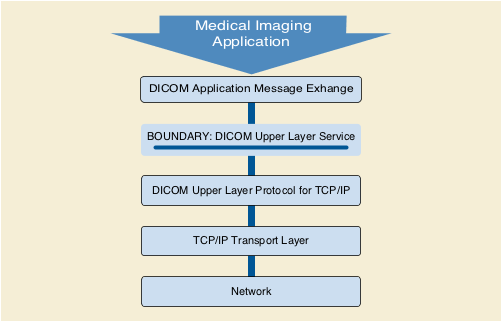 Medical Imaging
Application
DICOM Application Message Exhange
BOUNDARY: DICOM Upper Layer Service
DICOM Upper Layer Protocol for TCP/IP
TCP/IP Transport Layer
Network